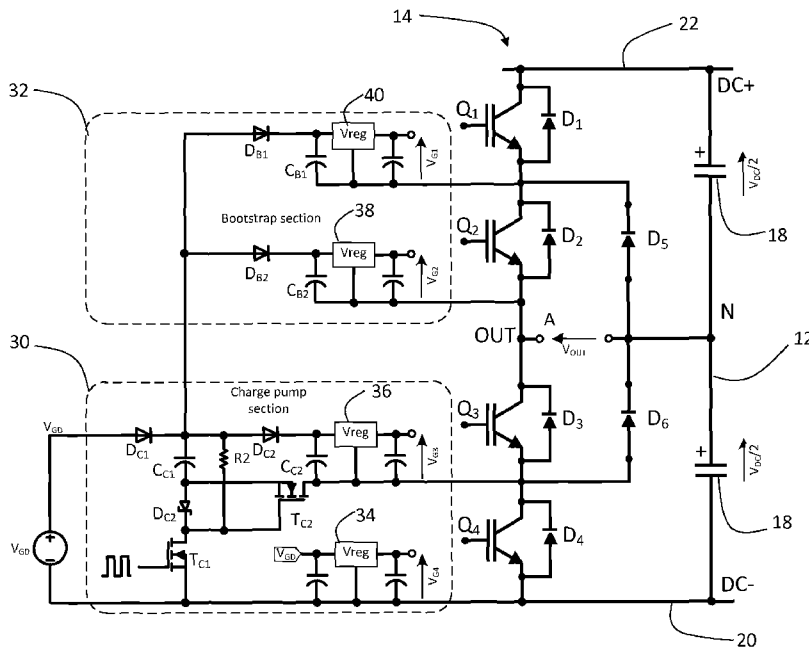 14
22
32
40
Q1
D1
DC+
Vreg
VG1
DB1
CB1
+
VDC/2
18
Bootstrap section
38
Q2
D2
D5
Vreg
VG2
DB2
CB2
N
OUT
A
VOUT
12
30
Charge pump
section
36
Q3
D3
D6
VGD
Vreg
VG3
DC1
R2
DC2
CC1
CC2
+
VDC/2
18
DC2
TC2
34
Q4
D4
VGD
+
−
TC1
VGD
Vreg
VG4
DC-
20